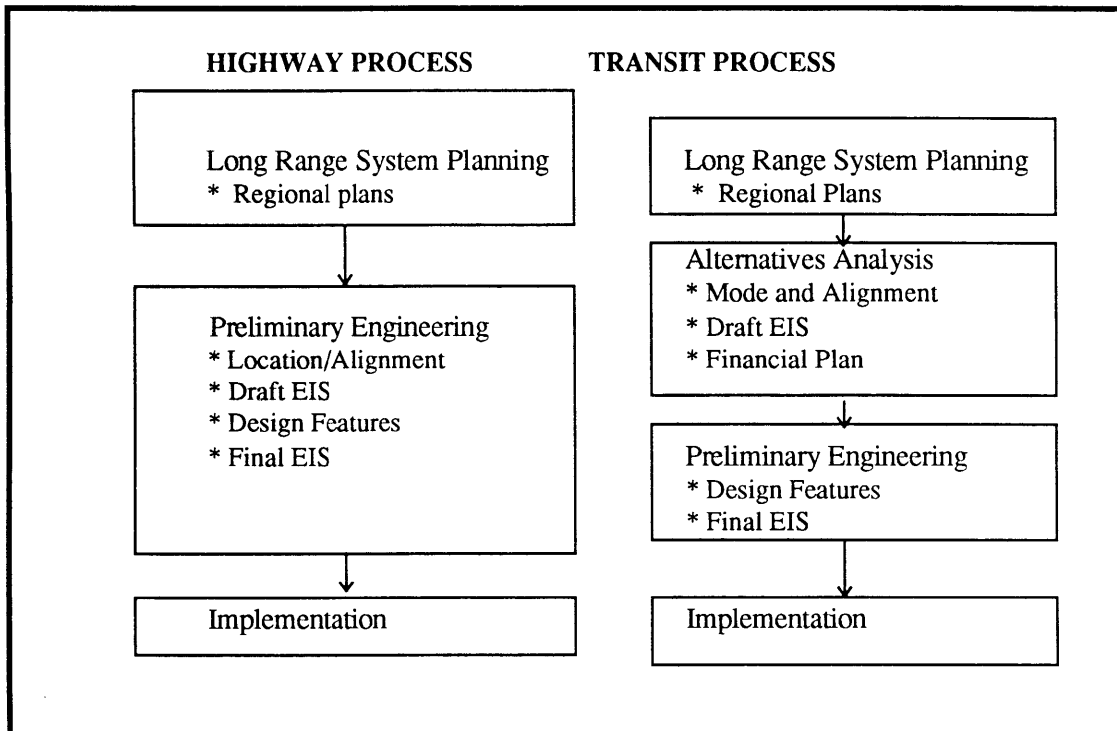 HIGHWAY PROCESS
Long Range System Planning
* Regional plans
Preliminary Engineering
* Location/Alignment
* Draft EIS
* Design Features
* Final EIS
Implementation
TRANSIT PROCESS
Long Range System Planning
* Regional Plans
Alternatives Analysis
* Mode and Alignment
* Draft EIS
* Financial Plan
Preliminary Engineering
* Design Features
* Final EIS
Implementation